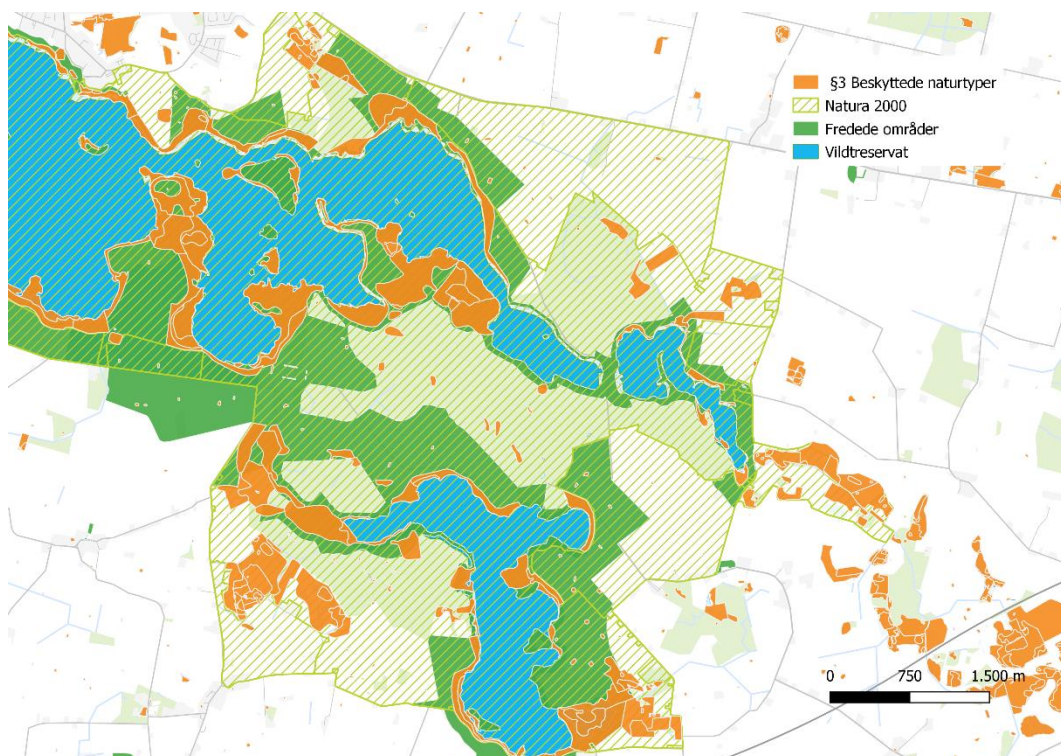 §3 Beskyttede naturtyper
Natura 2000
Fredede områder
Vildtreservat
0 750 1.500 m